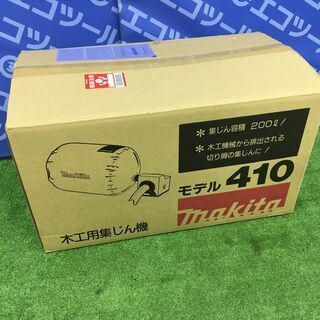 エコツール
＊集じん容積 200ℓ！
＊木工機械から排出される
切り屑の集じんに！
モデル 410
makita
Makita
木工用集じん機